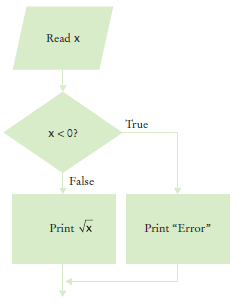 Read x
x < 0?
True
False
Print √x
Print “Error”